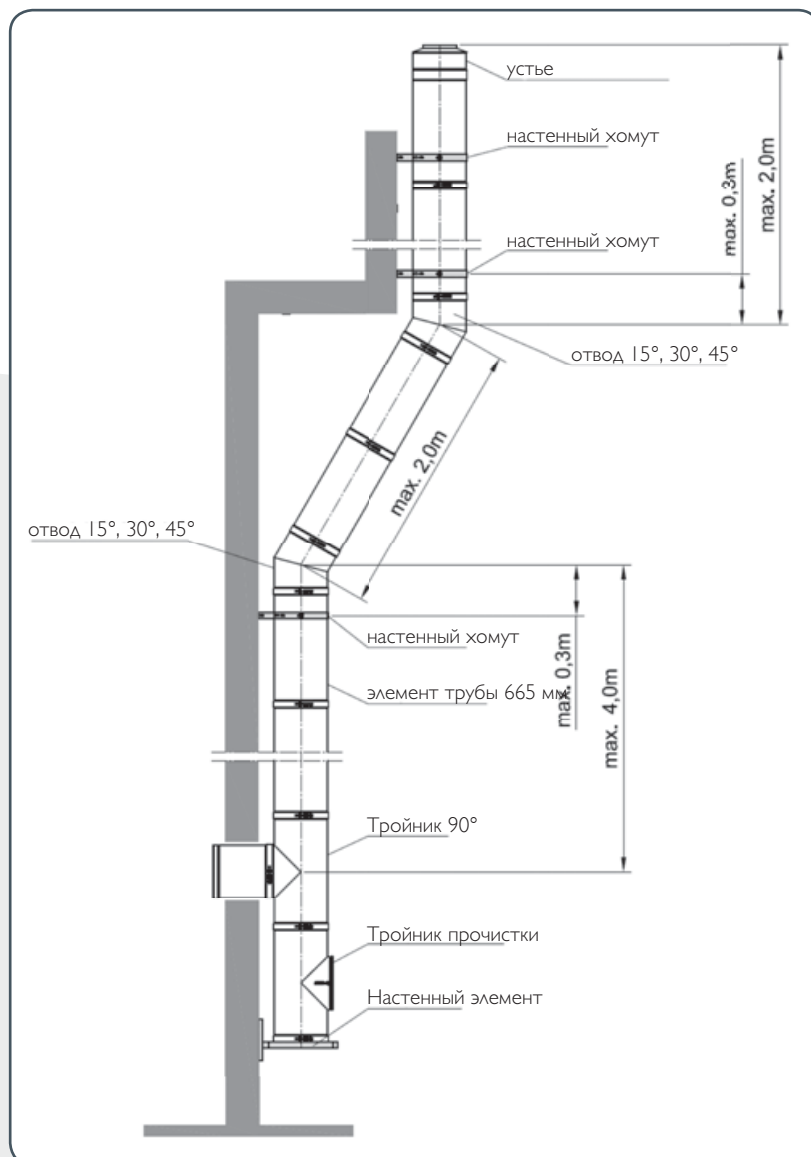 устье
настенный хомут
max. 0,3m
max. 2,0m
настенный хомут
отвод 15°, 30°, 45°
max. 2,0m
отвод 15°, 30°, 45°
настенный хомут
элемент трубы 665 мм
max. 0,3m
max. 4,0m
Тройник 90°
Тройник прочистки
Настенный элемент